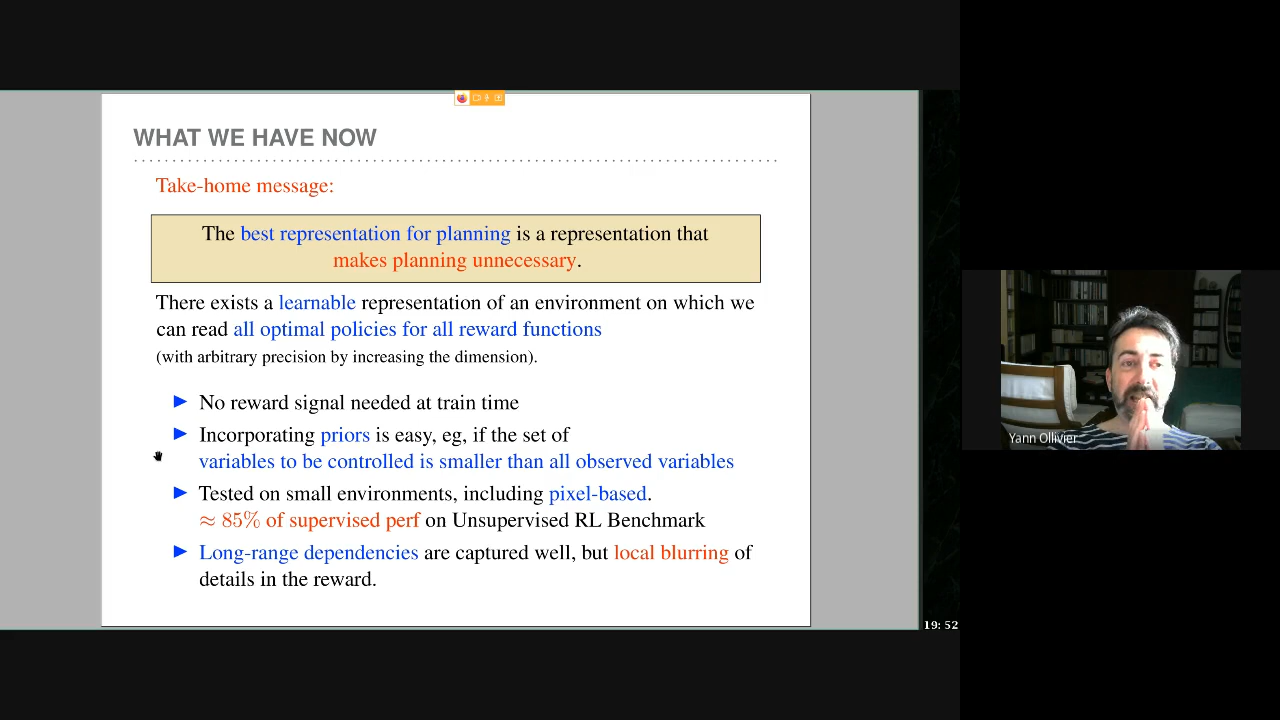 WHAT WE HAVE NOW
Take-home message:
The best representation for planning is a representation that
makes planning unnecessary.
There exists a learnable representation of an environment on which we
can read all optimal policies for all reward functions
(with arbitrary precision by increasing the dimension).
▶ No reward signal needed at train time
▶ Incorporating priors is easy, eg, if the set of
variables to be controlled is smaller than all observed variables
▶ Tested on small environments, including pixel-based.
≈ 85% of supervised perf on Unsupervised RL Benchmark
▶ Long-range dependencies are captured well, but local blurring of
details in the reward.
Yann Ollivier
19:52